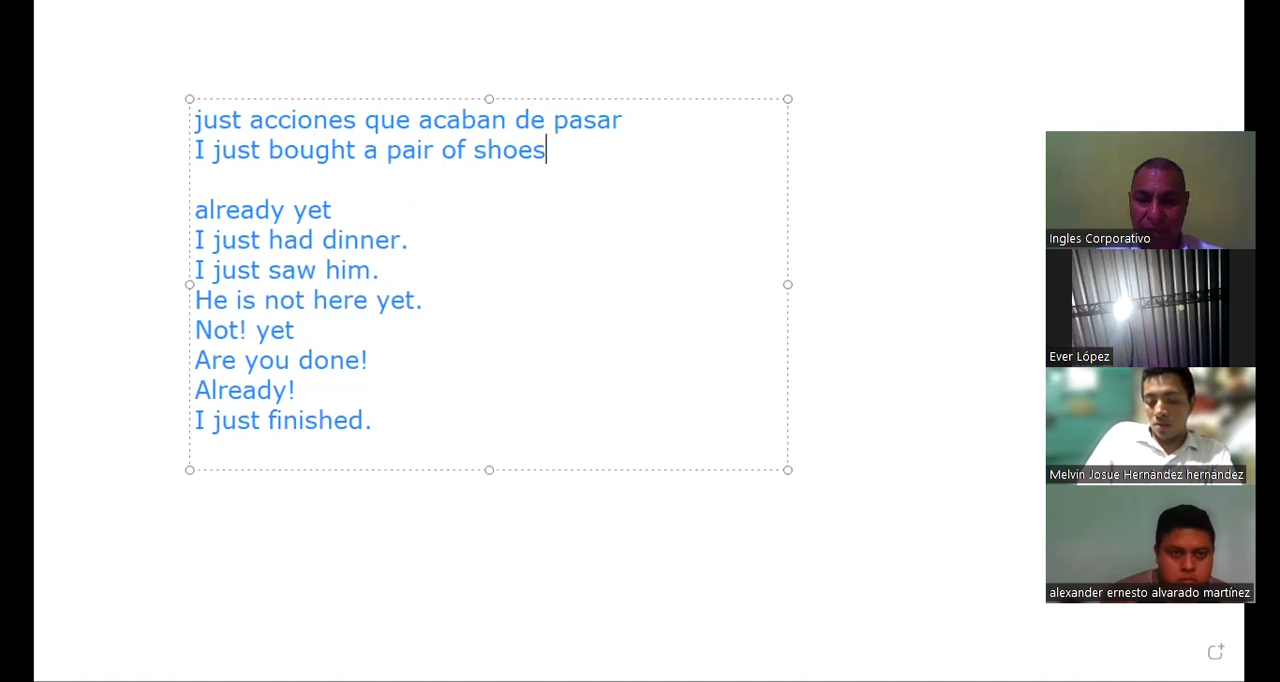 just acciones que acaban de pasar
I just bought a pair of shoes
already yet
I just had dinner.
I just saw him.
He is not here yet.
Not! yet
Are you done!
Already!
I just finished.
Ingles Corporativo
Ever López
Melvin Josue Hernández hernández
alexander ernesto alvarado martínez